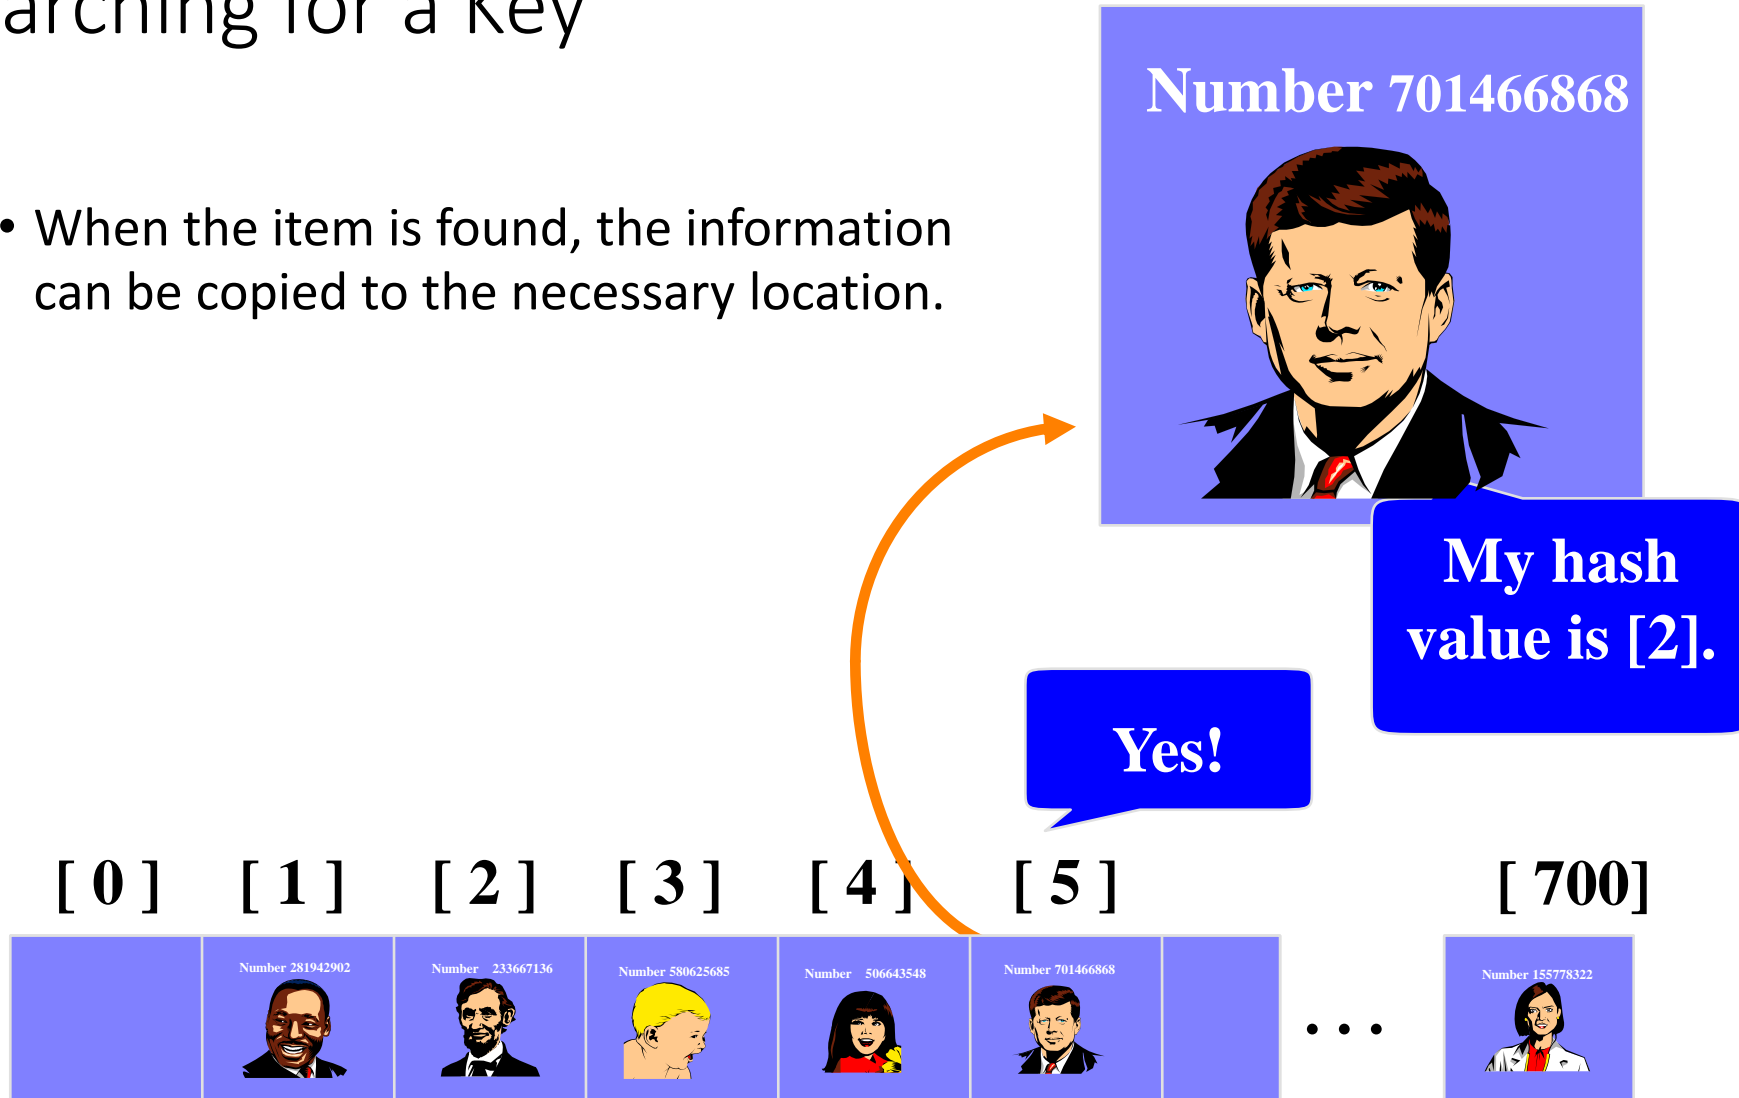 arching for a Key
Number 701466868
• When the item is found, the information
can be copied to the necessary location.
My hash
value is [2].
Yes!
[ 0 ] [ 1 ] [ 2 ] [ 3 ] [ 4 ] [ 5 ] [ 700]
Number 281942902
Number 233667136
Number 580625685
Number 506643548
Number 701466868
. . .
Number 155778322